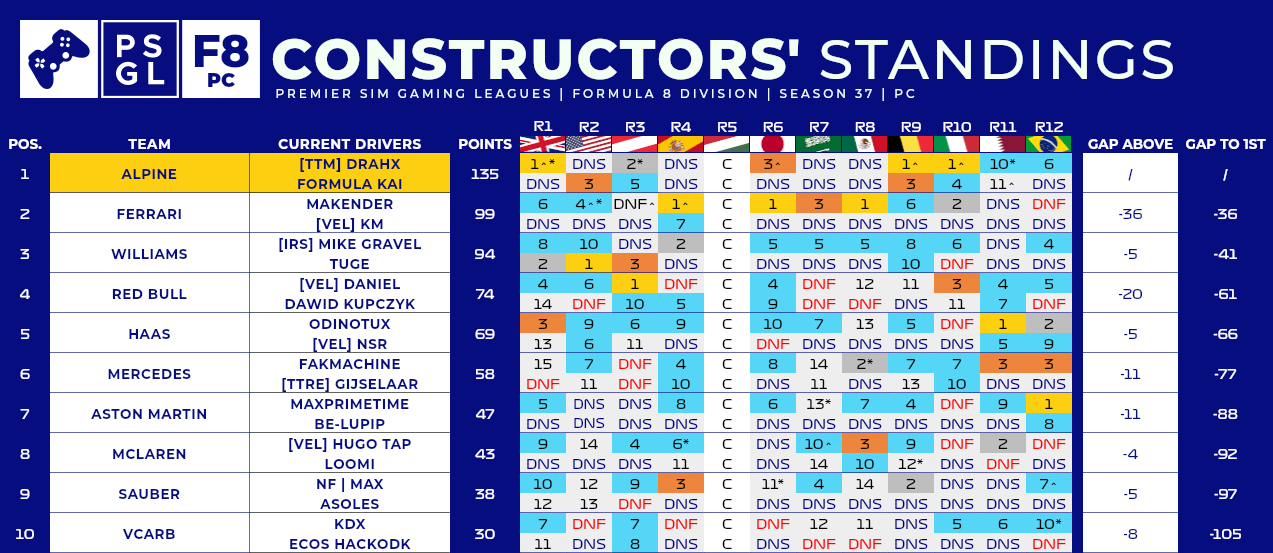 PS
GL
F8
PC
CONSTRUCTORS' STANDINGS
PREMIER SIM GAMING LEAGUES | FORMULA 8 DIVISION | SEASON 37 | PC
R1 R2 R3 R4 R5 R6 R7 R8 R9 R10 R11 R12
POS. TEAM CURRENT DRIVERS POINTS GAP ABOVE GAP TO 1ST
[TTM] DRAHX 1^* DNS 2* DNS C 3^ DNS DNS 1^ 1^ 10* 6
1 ALPINE 135 / /
FORMULA KAI DNS 3 5 DNS C DNS DNS DNS 3 4 11^ DNS
MAKENDER 6 4^* DNF^ 1^ C 1 3 1 6 2 DNS DNF
2 FERRARI 99 -36 -36
[VEL] KM DNS DNS DNS 7 C DNS DNS DNS DNS DNS DNS DNS
[IRS] MIKE GRAVEL 8 10 DNS 2 C 5 5 5 8 6 DNS 4
3 WILLIAMS 94 -5 -41
TUGE 2 1 3 DNS C DNS DNS DNS 10 DNF DNS DNS
[VEL] DANIEL 4 6 1 DNF C 4 DNF 12 11 3 4 5
4 RED BULL 74 -20 -61
DAWID KUPCZYK 14 DNF 10 5 C 9 DNF DNF DNS 11 7 DNF
ODINOTUX 3 9 6 9 C 10 7 13 5 DNF 1 2
5 HAAS 69 -5 -66
[VEL] NSR 13 6 11 DNS C DNF DNS DNS DNS DNS 5 9
FAKMACHINE 15 7 DNF 4 C 8 14 2* 7 7 3 3
6 MERCEDES 58 -11 -77
[TTRE] GIJSELAAR DNF 11 DNF 10 C DNS 11 DNS 13 10 DNS DNS
MAXPRIMETIME 5 DNS DNS 8 C 6 13* 7 4 DNF 9 1
7 ASTON MARTIN 47 -11 -88
BE-LUPIP DNS DNS DNS DNS C DNS DNS DNS DNS DNS DNS 8
[VEL] HUGO TAP 9 14 4 6* C DNS 10^ 3 9 DNF 2 DNF
8 MCLAREN 43 -4 -92
LOOMI DNS DNS DNS 11 C DNS 14 10 12* DNS DNF DNS
NF | MAX 10 12 9 3 C 11* 4 14 2 DNS DNS 7^
9 SAUBER 38 -5 -97
ASOLES 12 13 DNF DNS C DNS DNS DNS DNS DNS DNS DNS
KDX 7 DNF 7 DNF C DNF 12 11 DNS 5 6 10*
10 VCARB 30 -8 -105
ECOS HACKODK 11 DNS 8 DNS C DNS DNF DNF DNS DNS DNS DNF